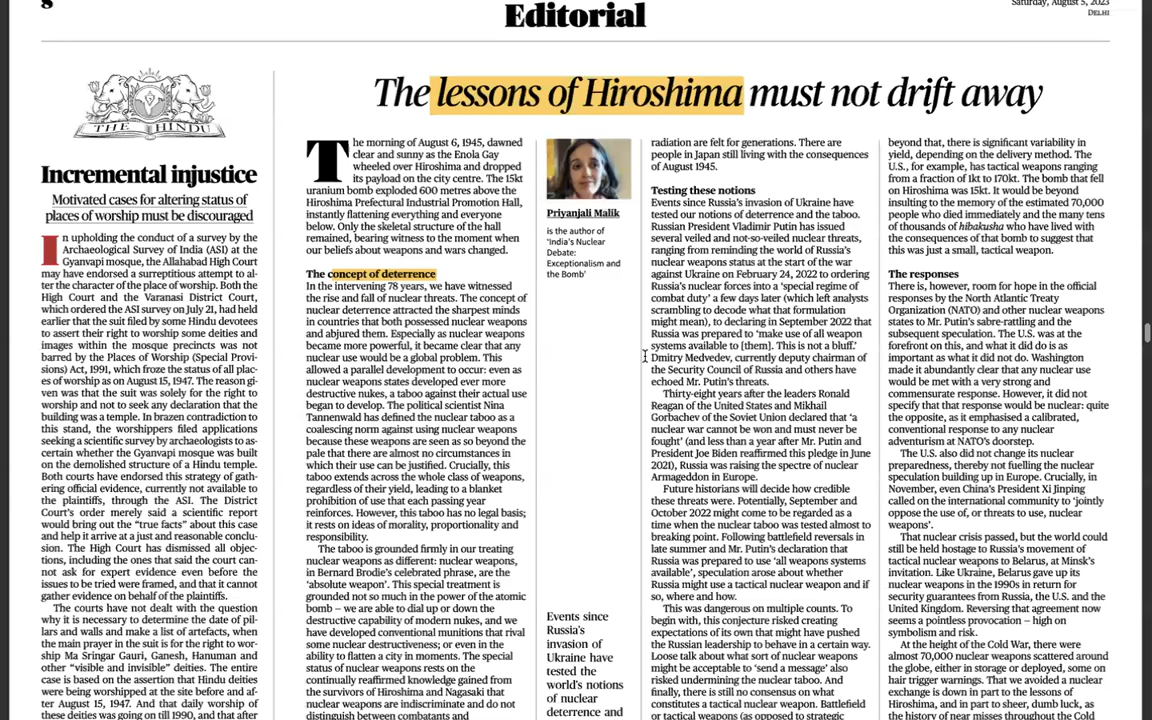 Editorial
Saturday, August 5, 2023
DELHI
THE HINDU
Incremental injustice
Motivated cases for altering status of
places of worship must be discouraged
In upholding the conduct of a survey by the
Archaeological Survey of India (ASI) at the
Gyanvapi mosque, the Allahabad High Court
may have endorsed a surreptitious attempt to al-
ter the character of the place of worship. Both the
High Court and the Varanasi District Court,
which ordered the ASI survey on July 21, had held
earlier that the suit filed by some Hindu devotees
to assert their right to worship some deities and
images within the mosque precincts was not
barred by the Places of Worship (Special Provi-
sions) Act, 1991, which froze the status of all plac-
es of worship as on August 15, 1947. The reason gi-
ven was that the suit was solely for the right to
worship and not to seek any declaration that the
building was a temple. In brazen contradiction to
this stand, the worshippers filed applications
seeking a scientific survey by archaeologists to as-
certain whether the Gyanvapi mosque was built
on the demolished structure of a Hindu temple.
Both courts have endorsed this strategy of gath-
ering official evidence, currently not available to
the plaintiffs, through the ASI. The District
Court's order merely said a scientific report
would bring out the “true facts” about this case
and help it arrive at a just and reasonable conclu-
sion. The High Court has dismissed all objec-
tions, including the ones that said the court can-
not ask for expert evidence even before the
issues to be tried were framed, and that it cannot
gather evidence on behalf of the plaintiffs.
The courts have not dealt with the question
why it is necessary to determine the date of pil-
lars and walls and make a list of artefacts, when
the main prayer in the suit is for the right to wor-
ship Ma Sringar Gauri, Ganesh, Hanuman and
other “visible and invisible” deities. The entire
case is based on the assertion that Hindu deities
were being worshipped at the site before and af-
ter August 15, 1947. And that daily worship of
these deities was going on till 1990, and that after
The lessons of Hiroshima must not drift away
The morning of August 6, 1945, dawned
clear and sunny as the Enola Gay
wheeled over Hiroshima and dropped
its payload on the city centre. The 15kt
uranium bomb exploded 600 metres above the
Hiroshima Prefectural Industrial Promotion Hall,
instantly flattening everything and everyone
below. Only the skeletal structure of the hall
remained, bearing witness to the moment when
our beliefs about weapons and wars changed.
The concept of deterrence
In the intervening 78 years, we have witnessed
the rise and fall of nuclear threats. The concept of
nuclear deterrence attracted the sharpest minds
in countries that both possessed nuclear weapons
and abjured them. Especially as nuclear weapons
became more powerful, it became clear that any
nuclear use would be a global problem. This
allowed a parallel development to occur: even as
nuclear weapons states developed ever more
destructive nukes, a taboo against their actual use
began to develop. The political scientist Nina
Tannenwald has defined the nuclear taboo as a
coalescing norm against using nuclear weapons
because these weapons are seen as so beyond the
pale that there are almost no circumstances in
which their use can be justified. Crucially, this
taboo extends across the whole class of weapons,
regardless of their yield, leading to a blanket
prohibition of use that each passing year
reinforces. However, this taboo has no legal basis;
it rests on ideas of morality, proportionality and
responsibility.
The taboo is grounded firmly in our treating
nuclear weapons as different: nuclear weapons,
in Bernard Brodie's celebrated phrase, are the
‘absolute weapon’. This special treatment is
grounded not so much in the power of the atomic
bomb — we are able to dial up or down the
destructive capability of modern nukes, and we
have developed conventional munitions that rival
some nuclear destructiveness; or even in the
ability to flatten a city in moments. The special
status of nuclear weapons rests on the
continually reaffirmed knowledge gained from
the survivors of Hiroshima and Nagasaki that
nuclear weapons are indiscriminate and do not
distinguish between combatants and
Priyanjali Malik
is the author of
‘India's Nuclear
Debate:
Exceptionalism and
the Bomb’
Events since
Russia's
invasion of
Ukraine have
tested the
world's notions
of nuclear
deterrence and
radiation are felt for generations. There are
people in Japan still living with the consequences
of August 1945.
Testing these notions
Events since Russia's invasion of Ukraine have
tested our notions of deterrence and the taboo.
Russian President Vladimir Putin has issued
several veiled and not-so-veiled nuclear threats,
ranging from reminding the world of Russia's
nuclear weapons status at the start of the war
against Ukraine on February 24, 2022 to ordering
Russia's nuclear forces into a ‘special regime of
combat duty’ a few days later (which left analysts
scrambling to decode what that formulation
might mean), to declaring in September 2022 that
Russia was prepared to ‘make use of all weapon
systems available to [them]. This is not a bluff.’
Dmitry Medvedev, currently deputy chairman of
the Security Council of Russia and others have
echoed Mr. Putin's threats.
Thirty-eight years after the leaders Ronald
Reagan of the United States and Mikhail
Gorbachev of the Soviet Union declared that ‘a
nuclear war cannot be won and must never be
fought’ (and less than a year after Mr. Putin and
President Joe Biden reaffirmed this pledge in June
2021), Russia was raising the spectre of nuclear
Armageddon in Europe.
Future historians will decide how credible
these threats were. Potentially, September and
October 2022 might come to be regarded as a
time when the nuclear taboo was tested almost to
breaking point. Following battlefield reversals in
late summer and Mr. Putin's declaration that
Russia was prepared to use ‘all weapons systems
available’, speculation arose about whether
Russia might use a tactical nuclear weapon and if
so, where and how.
This was dangerous on multiple counts. To
begin with, this conjecture risked creating
expectations of its own that might have pushed
the Russian leadership to behave in a certain way.
Loose talk about what sort of nuclear weapons
might be acceptable to ‘send a message’ also
risked undermining the nuclear taboo. And
finally, there is still no consensus on what
constitutes a tactical nuclear weapon. Battlefield
or tactical weapons (as opposed to strategic
beyond that, there is significant variability in
yield, depending on the delivery method. The
U.S., for example, has tactical weapons ranging
from a fraction of 1kt to 170kt. The bomb that fell
on Hiroshima was 15kt. It would be beyond
insulting to the memory of the estimated 70,000
people who died immediately and the many tens
of thousands of hibakusha who have lived with
the consequences of that bomb to suggest that
this was just a small, tactical weapon.
The responses
There is, however, room for hope in the official
responses by the North Atlantic Treaty
Organization (NATO) and other nuclear weapons
states to Mr. Putin's sabre-rattling and the
subsequent speculation. The U.S. was at the
forefront on this, and what it did do is as
important as what it did not do. Washington
made it abundantly clear that any nuclear use
would be met with a very strong and
commensurate response. However, it did not
specify that that response would be nuclear: quite
the opposite, as it emphasised a calibrated,
conventional response to any nuclear
adventurism at NATO's doorstep.
The U.S. also did not change its nuclear
preparedness, thereby not fuelling the nuclear
speculation building up in Europe. Crucially, in
November, even China's President Xi Jinping
called on the international community to ‘jointly
oppose the use of, or threats to use, nuclear
weapons’.
That nuclear crisis passed, but the world could
still be held hostage to Russia's movement of
tactical nuclear weapons to Belarus, at Minsk's
invitation. Like Ukraine, Belarus gave up its
nuclear weapons in the 1990s in return for
security guarantees from Russia, the U.S. and the
United Kingdom. Reversing that agreement now
seems a pointless provocation — high on
symbolism and risk.
At the height of the Cold War, there were
almost 70,000 nuclear weapons scattered around
the globe, either in storage or deployed, some on
hair trigger warnings. That we avoided a nuclear
exchange is down in part to the lessons of
Hiroshima, and in part to sheer, dumb luck, as
the history of near misses throughout the Cold